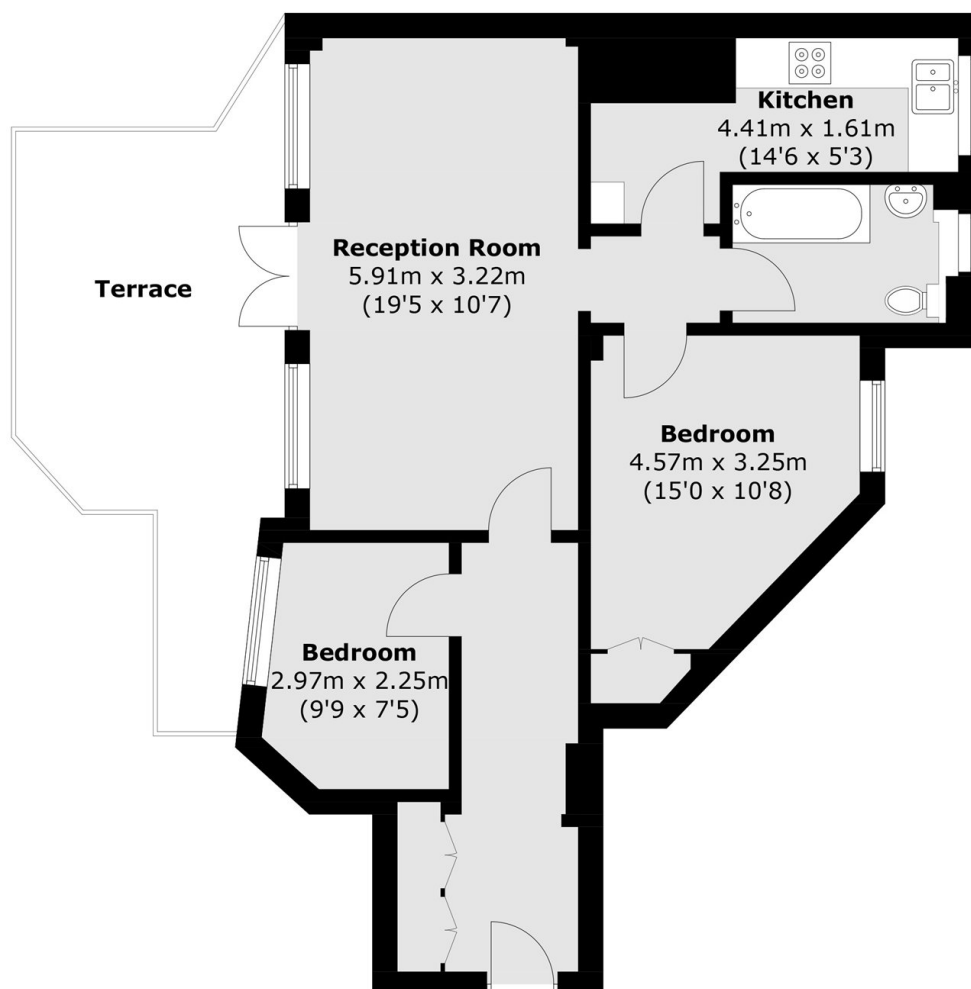 Kitchen
4.41m x 1.61m
(14'6 x 5'3)
Reception Room
5.91m x 3.22m
(19'5 x 10'7)
Terrace
Bedroom
4.57m x 3.25m
(15'0 x 10'8)
Bedroom
2.97m x 2.25m
(9'9 x 7'5)